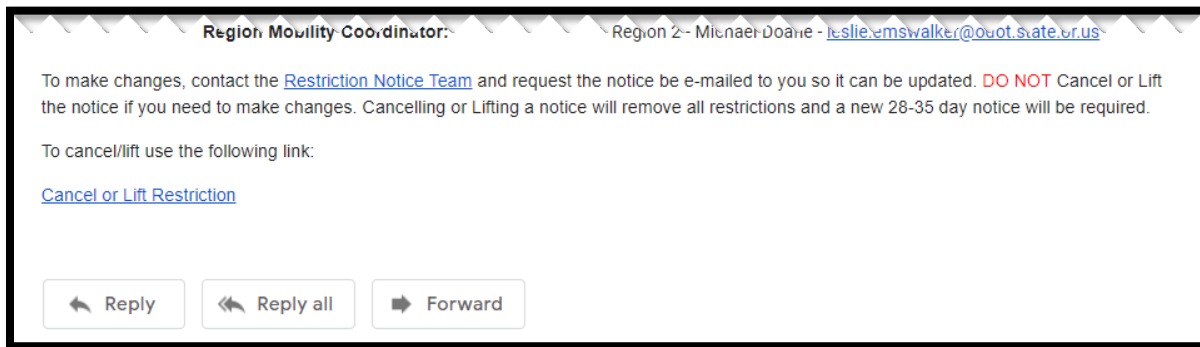 Region Mobility Coordinator: Region 2 - Michael Doane - leslie.emswalker@odot.state.or.us
To make changes, contact the Restriction Notice Team and request the notice be e-mailed to you so it can be updated. DO NOT Cancel or Lift
the notice if you need to make changes. Cancelling or Lifting a notice will remove all restrictions and a new 28-35 day notice will be required.
To cancel/lift use the following link:
Cancel or Lift Restriction
Reply Reply all Forward